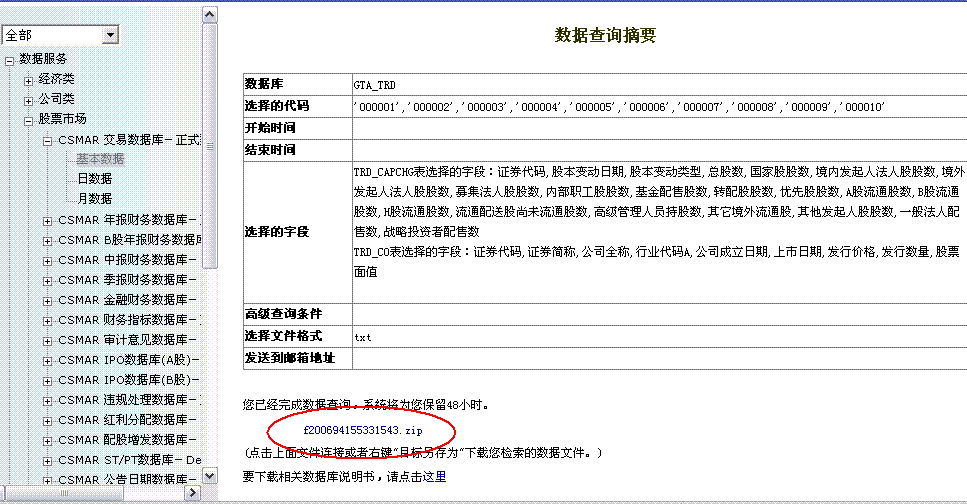 全部
数据服务
经济类
公司类
股票市场
CSMAR 交易数据库－正式
基本数据
日数据
月数据
CSMAR 年报财务数据库－
CSMAR B股年报财务数据库
CSMAR 中报财务数据库－
CSMAR 季报财务数据库－
CSMAR 金融财务数据库－
CSMAR 财务指标数据库－
CSMAR 审计意见数据库－
CSMAR IPO数据库(A股)－
CSMAR IPO数据库(B股)－
CSMAR 违规处理数据库－
CSMAR 红利分配数据库－
CSMAR 配股增发数据库－
CSMAR ST/PT数据库－ De
CSMAR 公告日期数据库－
数据查询摘要
数据库 GTA_TRD
选择的代码 '000001','000002','000003','000004','000005','000006','000007','000008','000009','000010'
开始时间
结束时间
选择的字段
TRD_CAPCHG表选择的字段：证券代码,股本变动日期,股本变动类型,总股数,国家股股数,境内发起人法人股股数,境外
发起人法人股股数,募集法人股股数,内部职工股股数,基金配售股数,转配股股数,优先股股数,A股流通股数,B股流通
股数,H股流通股数,流通配送股尚未流通股数,高级管理人员持股数,其它境外流通股,其他发起人股股数,一般法人配
售数,战略投资者配售数
TRD_CO表选择的字段：证券代码,证券简称,公司全称,行业代码A,公司成立日期,上市日期,发行价格,发行数量,股票
面值
高级查询条件
选择文件格式 txt
发送到邮箱地址
您已经完成数据查询，系统将为您保留48小时。
f200694155331543.zip
(点击上面文件连接或者右键“目标另存为”下载您检索的数据文件。)
要下载相关数据库说明书，请点击这里